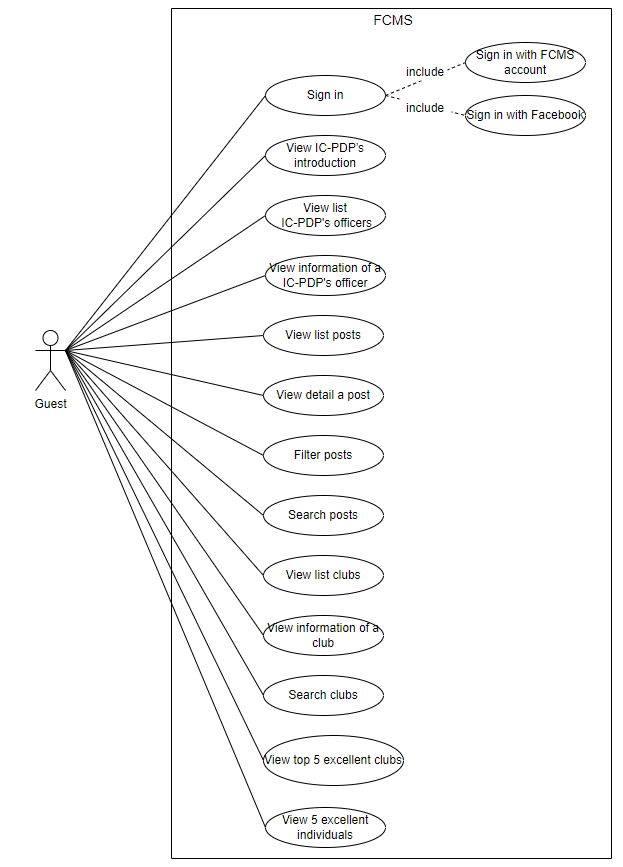 FCMS
Sign in with FCMS
account
include
Sign in
include
Sign in with Facebook
View IC-PDP's
introduction
View list
IC-PDP's officers
View information of a
IC-PDP's officer
View list posts
View detail a post
Guest
Filter posts
Search posts
View list clubs
View information of a
club
Search clubs
View top 5 excellent clubs
View 5 excellent
individuals